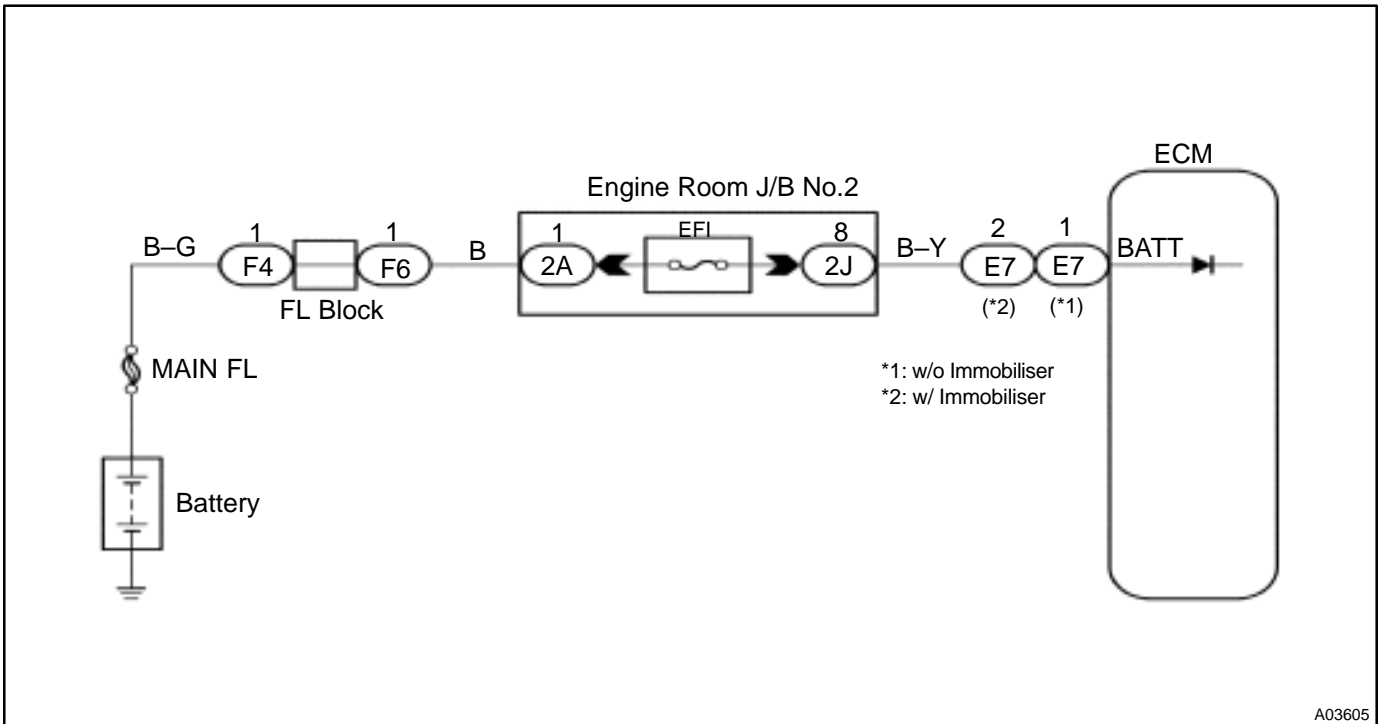 ECM
Engine Room J/B No.2
EFI
B–G
1
F4
1
F6
FL Block
B
1
2A
8
2J
B–Y
2
E7
(*2)
1
E7
(*1)
BATT
MAIN FL
*1: w/o Immobiliser
*2: w/ Immobiliser
Battery
A03605